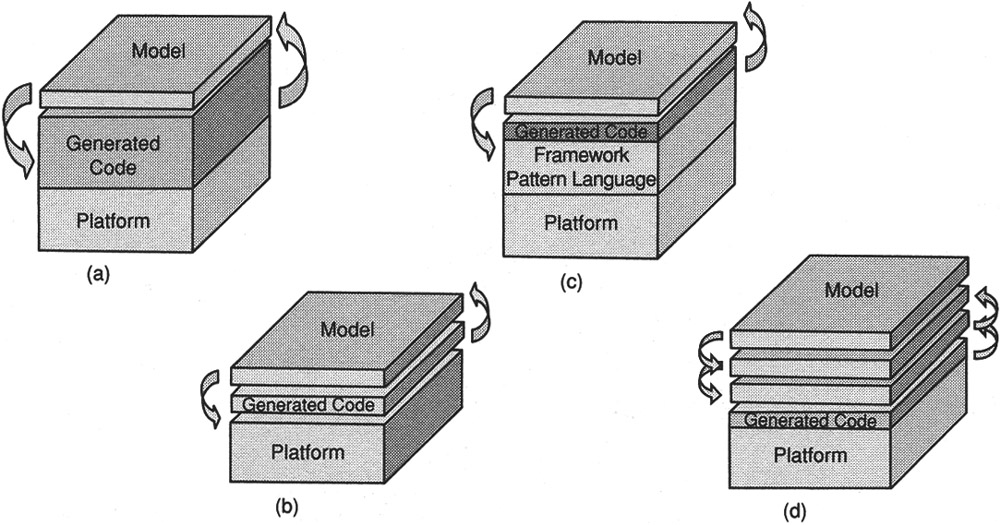 Model
Generated
Code
Platform
(a)
Model
Generated Code
Platform
(b)
Model
Generated Code
Framework
Pattern Language
Platform
(c)
Model
Generated Code
Platform
(d)